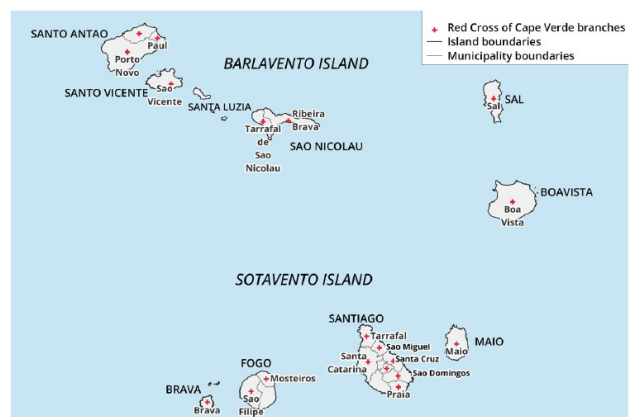 Red Cross of Cape Verde branches
Island boundaries
Municipality boundaries
SANTO ANTAO
Paul
Porto
Novo
BARLAVENTO ISLAND
SANTO VICENTE
Sao
Vicente
SANTA LUZIA
Ribeira
Brava
Tarrafal
de
Sao
Nicolau
SAO NICOLAU
SAL
Sal
BOAVISTA
Boa
Vista
SOTAVENTO ISLAND
SANTIAGO
Tarrafal
Sao Miguel
Santa
Catarina
Santa Cruz
Sao Domingos
Praia
MAIO
Maio
FOGO
Mosteiros
Sao
Filipe
BRAVA
Brava